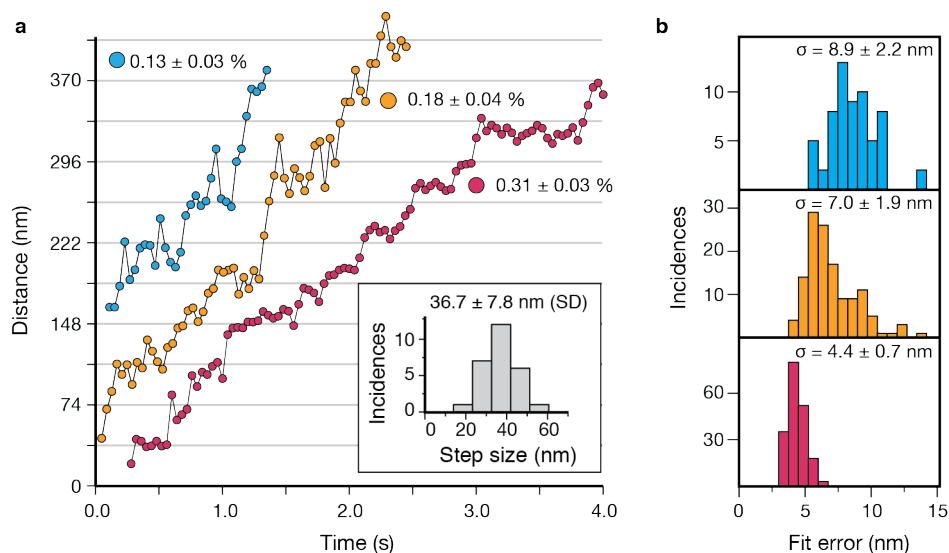 a
0.13 ± 0.03 %
0.18 ± 0.04 %
0.31 ± 0.03 %
Distance (nm)
370
296
222
148
74
0
0.0
1.0
2.0
3.0
4.0
Time (s)
36.7 ± 7.8 nm (SD)
Incidences
10
5
0
0
20
40
60
Step size (nm)
b
σ = 8.9 ± 2.2 nm
10
5
σ = 7.0 ± 1.9 nm
30
20
10
Incidences
σ = 4.4 ± 0.7 nm
60
30
0
5
10
15
Fit error (nm)